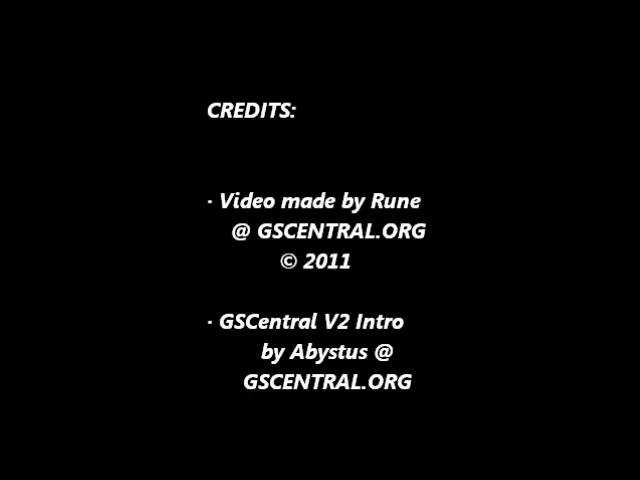 CREDITS:
· Video made by Rune
@ GSCENTRAL.ORG
© 2011
· GSCentral V2 Intro
by Abystus @
GSCENTRAL.ORG